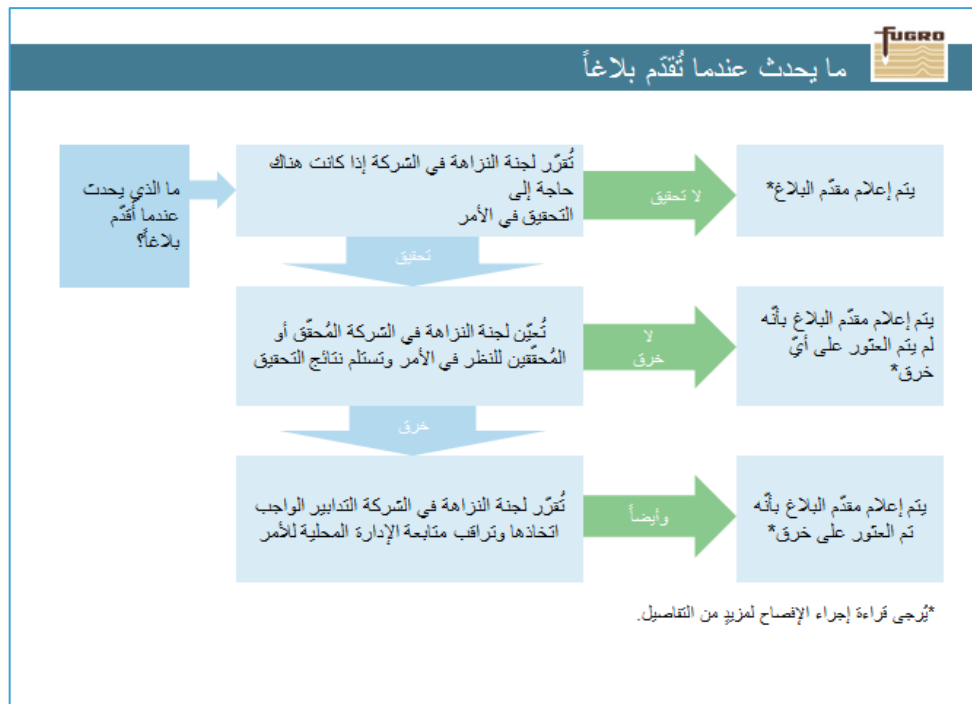 FUGRO
ما يحدث عندما تُقدّم بلاغاً
ما الذي يحدث
عندما أُقدّم
بلاغاً؟
تُقرّر لجنة النزاهة في الشركة إذا كانت هناك
حاجة إلى
التحقيق في الأمر
لا تحقيق
يتم إعلام مقدّم البلاغ*
تحقيق
تُعيّن لجنة النزاهة في الشركة المُحقّق أو
المُحقّقين للنظر في الأمر وتستلم نتائج التحقيق
لا
خرق
يتم إعلام مقدّم البلاغ بأنّه
لم يتم العثور على أيّ
خرق*
خرق
تُقرّر لجنة النزاهة في الشركة التدابير الواجب
اتخاذها وتراقب متابعة الإدارة المحلية للأمر
وأيضاً
يتم إعلام مقدّم البلاغ بأنّه
تم العثور على خرق*
*يُرجى قراءة إجراء الإفصاح لمزيدٍ من التفاصيل.